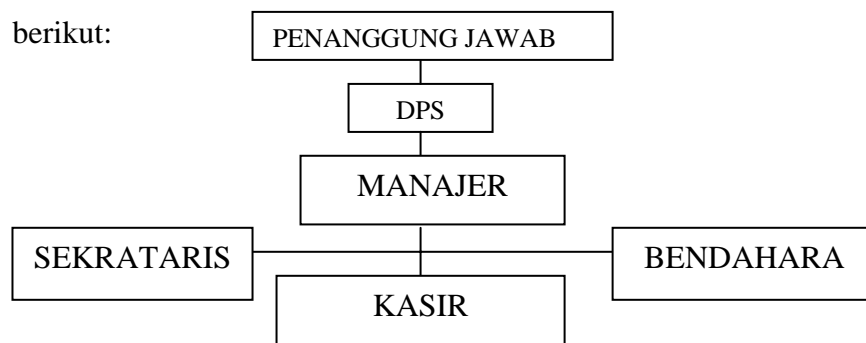 berikut:
PENANGGUNG JAWAB
DPS
MANAJER
SEKRATARIS
BENDAHARA
KASIR